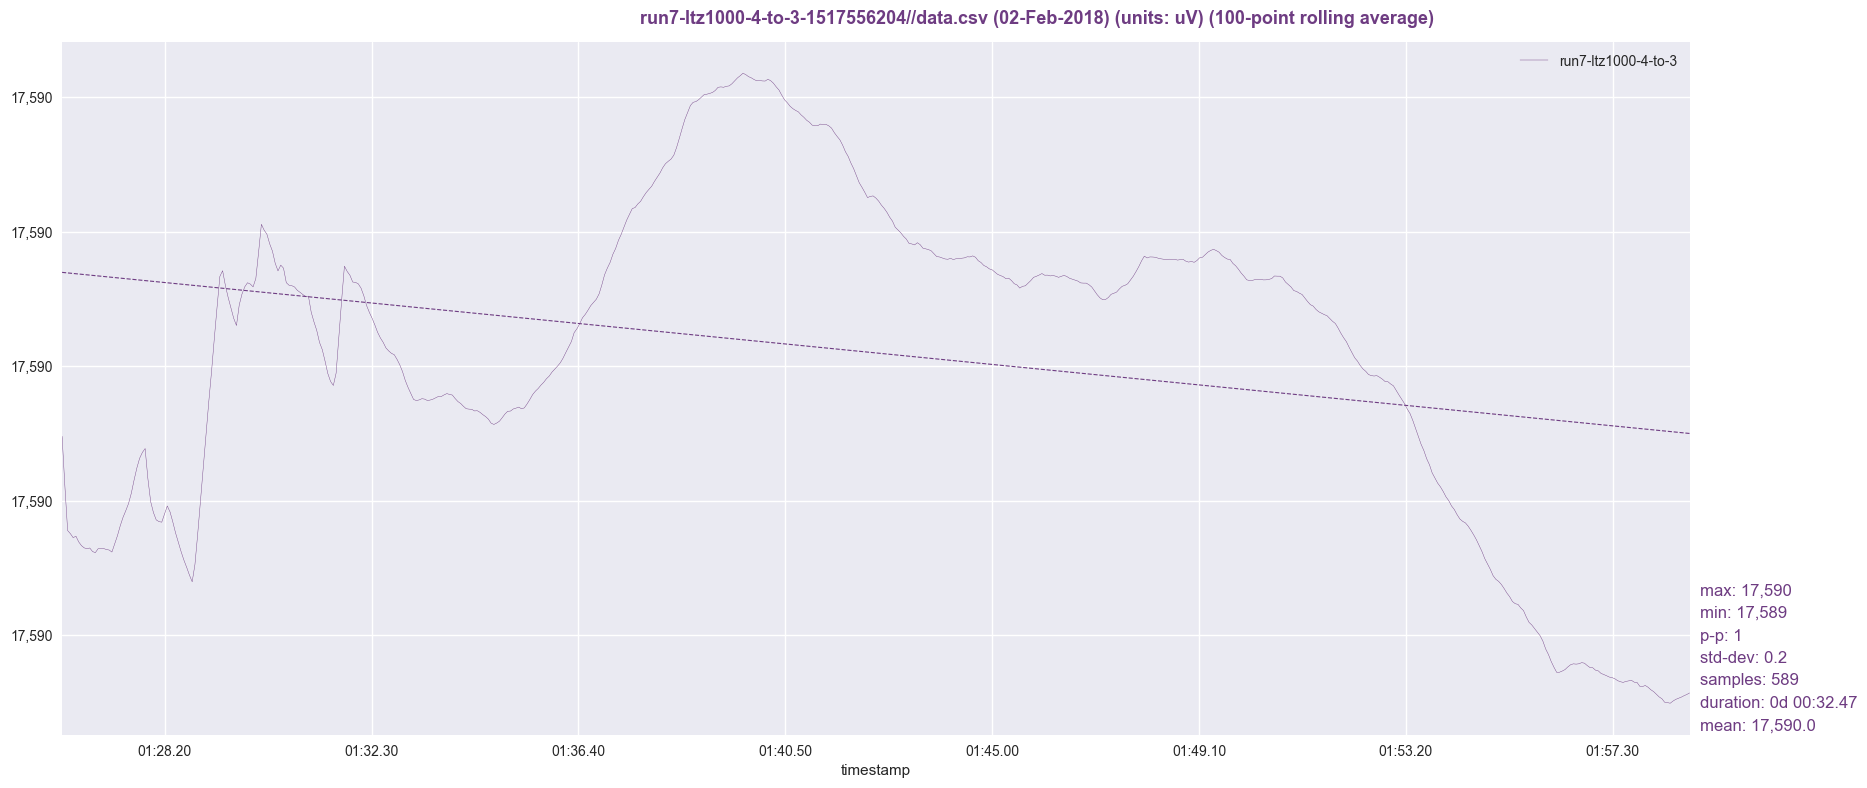 run7-ltz1000-4-to-3-1517556204//data.csv (02-Feb-2018) (units: uV) (100-point rolling average)
run7-ltz1000-4-to-3
17,590
17,590
17,590
17,590
17,590
max: 17,590
min: 17,589
p-p: 1
std-dev: 0.2
samples: 589
duration: 0d 00:32.47
mean: 17,590.0
01:28.20 01:32.30 01:36.40 01:40.50 01:45.00 01:49.10 01:53.20 01:57.30
timestamp